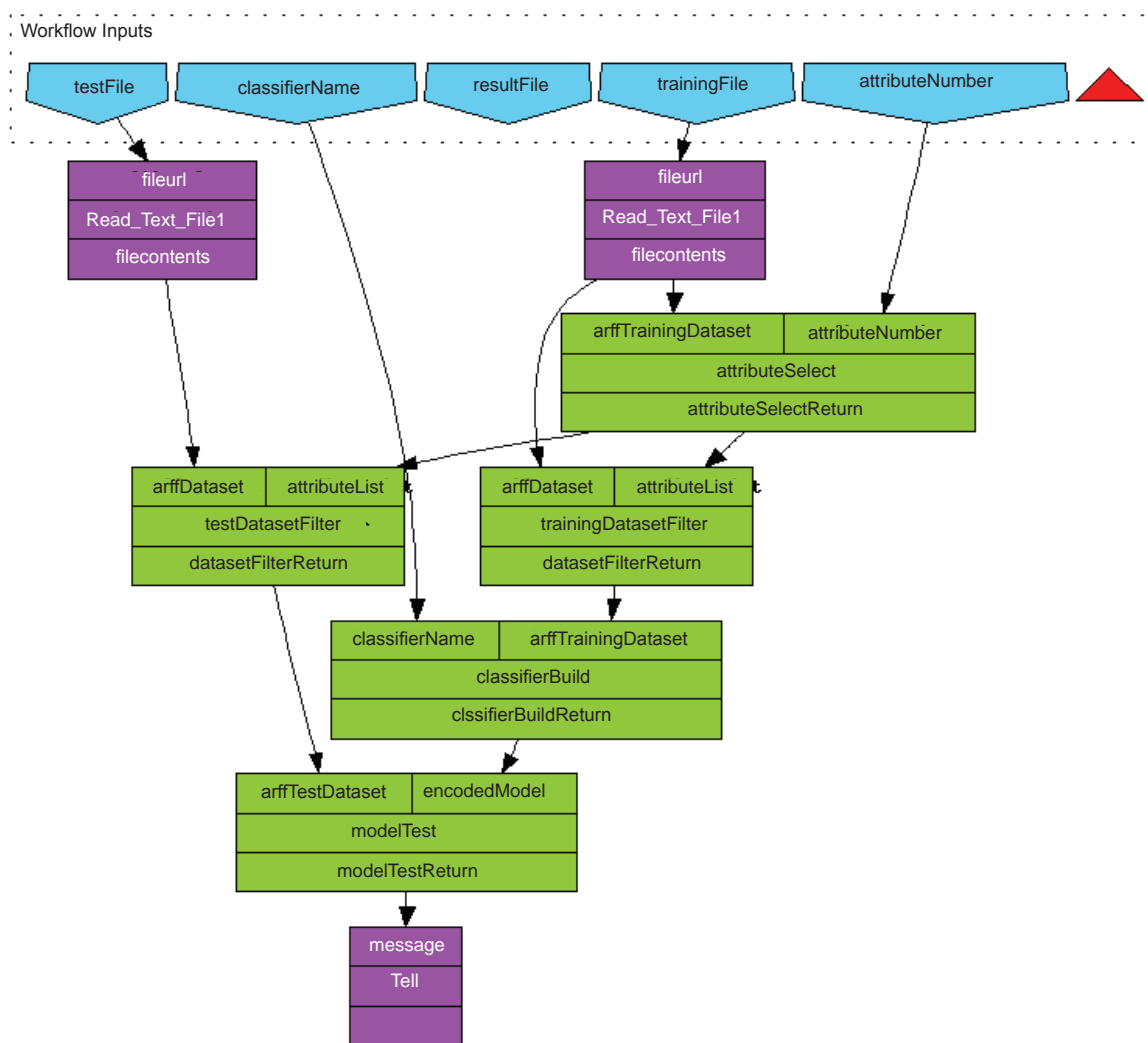 Workflow Inputs
testFile
classifierName
resultFile
trainingFile
attributeNumber
fileurl
Read_Text_File1
filecontents
fileurl
Read_Text_File1
filecontents
arffTrainingDataset
attributeNumber
attributeSelect
attributeSelectReturn
arffDataset
attributeList
testDatasetFilter
datasetFilterReturn
arffDataset
attributeList
trainingDatasetFilter
datasetFilterReturn
classifierName
arffTrainingDataset
classifierBuild
clssifierBuildReturn
arffTestDataset
encodedModel
modelTest
modelTestReturn
message
Tell